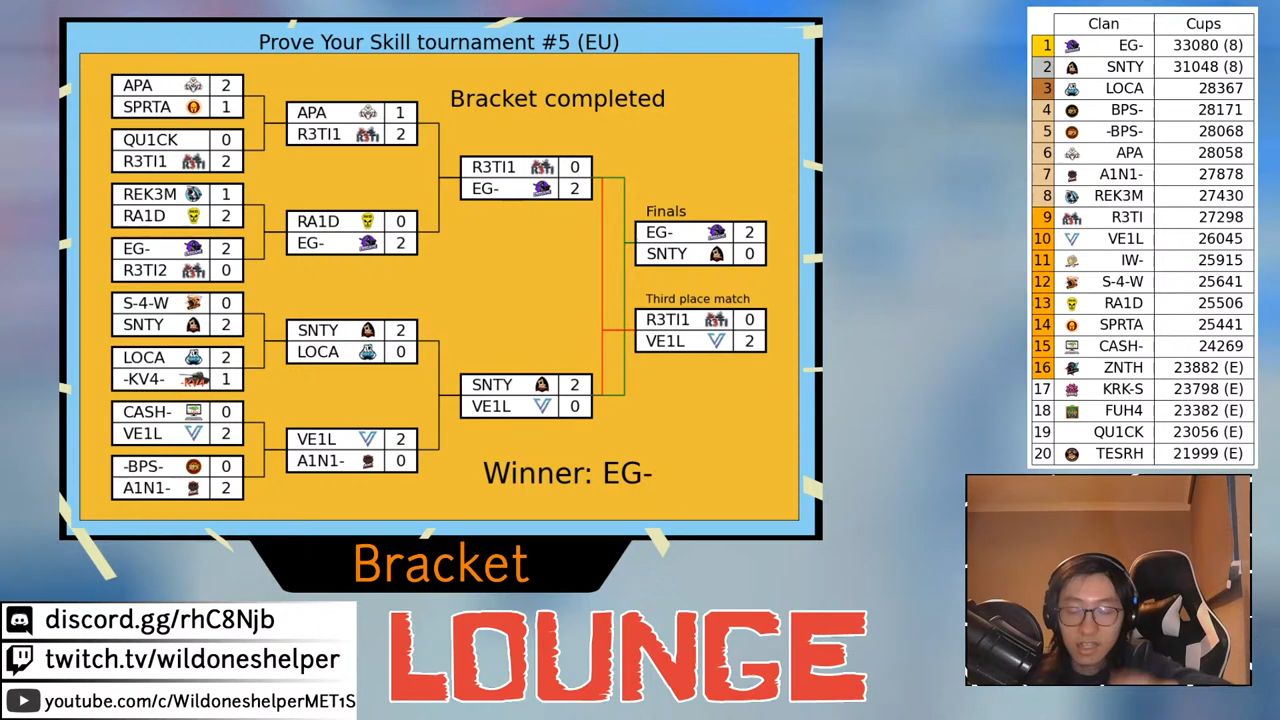 Prove Your Skill tournament #5 (EU)
Bracket completed
APA 2
SPRTA 1
QU1CK 0
R3TI1 2
REK3M 1
RA1D 2
EG- 2
R3TI2 0
S-4-W 0
SNTY 2
LOCA 2
-KV4- 1
CASH- 0
VE1L 2
-BPS- 0
A1N1- 2
APA 1
R3TI1 2
RA1D 0
EG- 2
SNTY 2
LOCA 0
VE1L 2
A1N1- 0
R3TI1 0
EG- 2
SNTY 2
VE1L 0
Finals
EG- 2
SNTY 0
Third place match
R3TI1 0
VE1L 2
Winner: EG-
Bracket
LOUNGE
discord.gg/rhC8Njb
twitch.tv/wildoneshelper
youtube.com/c/WildoneshelperMET1S
Clan Cups
1 EG- 33080 (8)
2 SNTY 31048 (8)
3 LOCA 28367
4 BPS- 28171
5 -BPS- 28068
6 APA 28058
7 A1N1- 27878
8 REK3M 27430
9 R3TI 27298
10 VE1L 26045
11 IW- 25915
12 S-4-W 25641
13 RA1D 25506
14 SPRTA 25441
15 CASH- 24269
16 ZNTH 23882 (E)
17 KRK-S 23798 (E)
18 FUH4 23382 (E)
19 QU1CK 23056 (E)
20 TESRH 21999 (E)